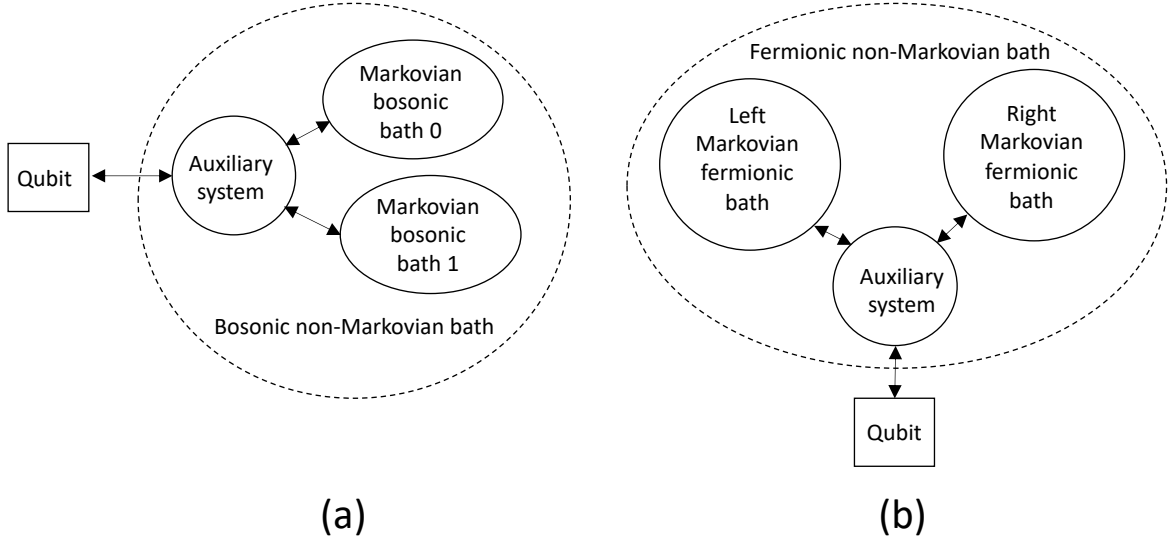 Qubit
Auxiliary
system
Markovian
bosonic
bath 0
Markovian
bosonic
bath 1
Bosonic non-Markovian bath
(a)
Fermionic non-Markovian bath
Left
Markovian
fermionic
bath
Right
Markovian
fermionic
bath
Auxiliary
system
Qubit
(b)